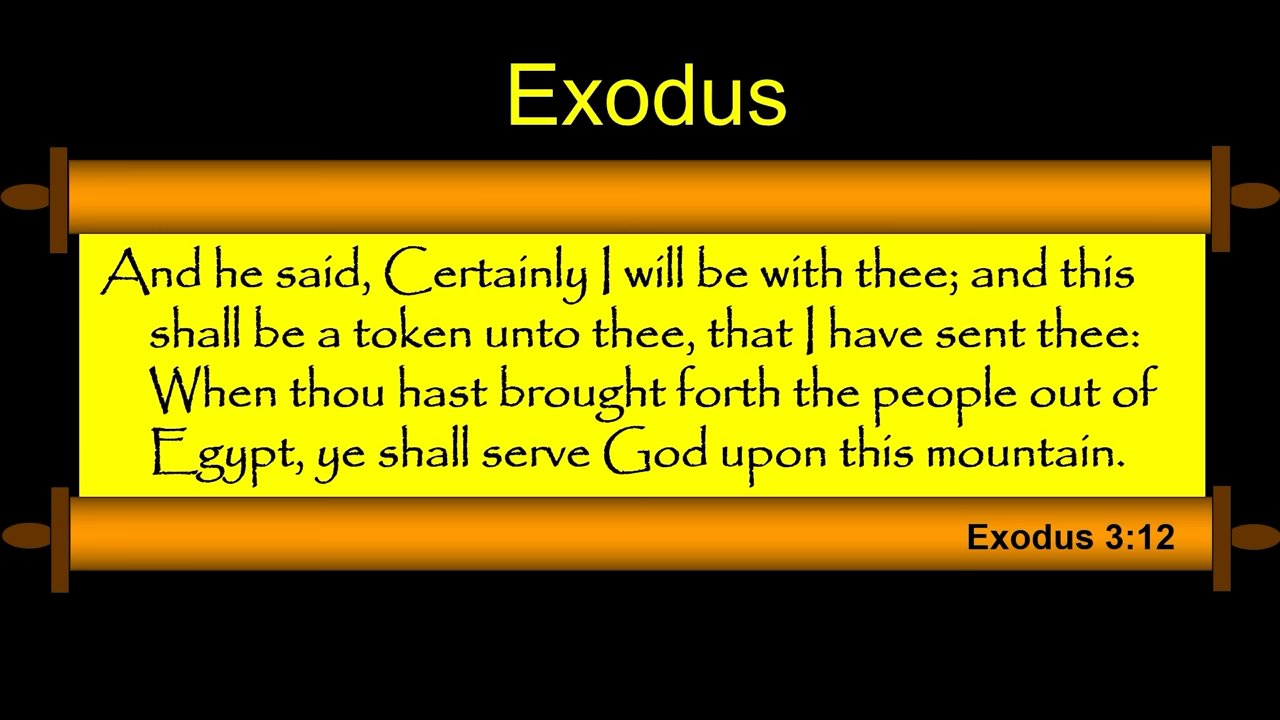 Exodus
And he said, Certainly I will be with thee; and this
shall be a token unto thee, that I have sent thee:
When thou hast brought forth the people out of
Egypt, ye shall serve God upon this mountain.
Exodus 3:12